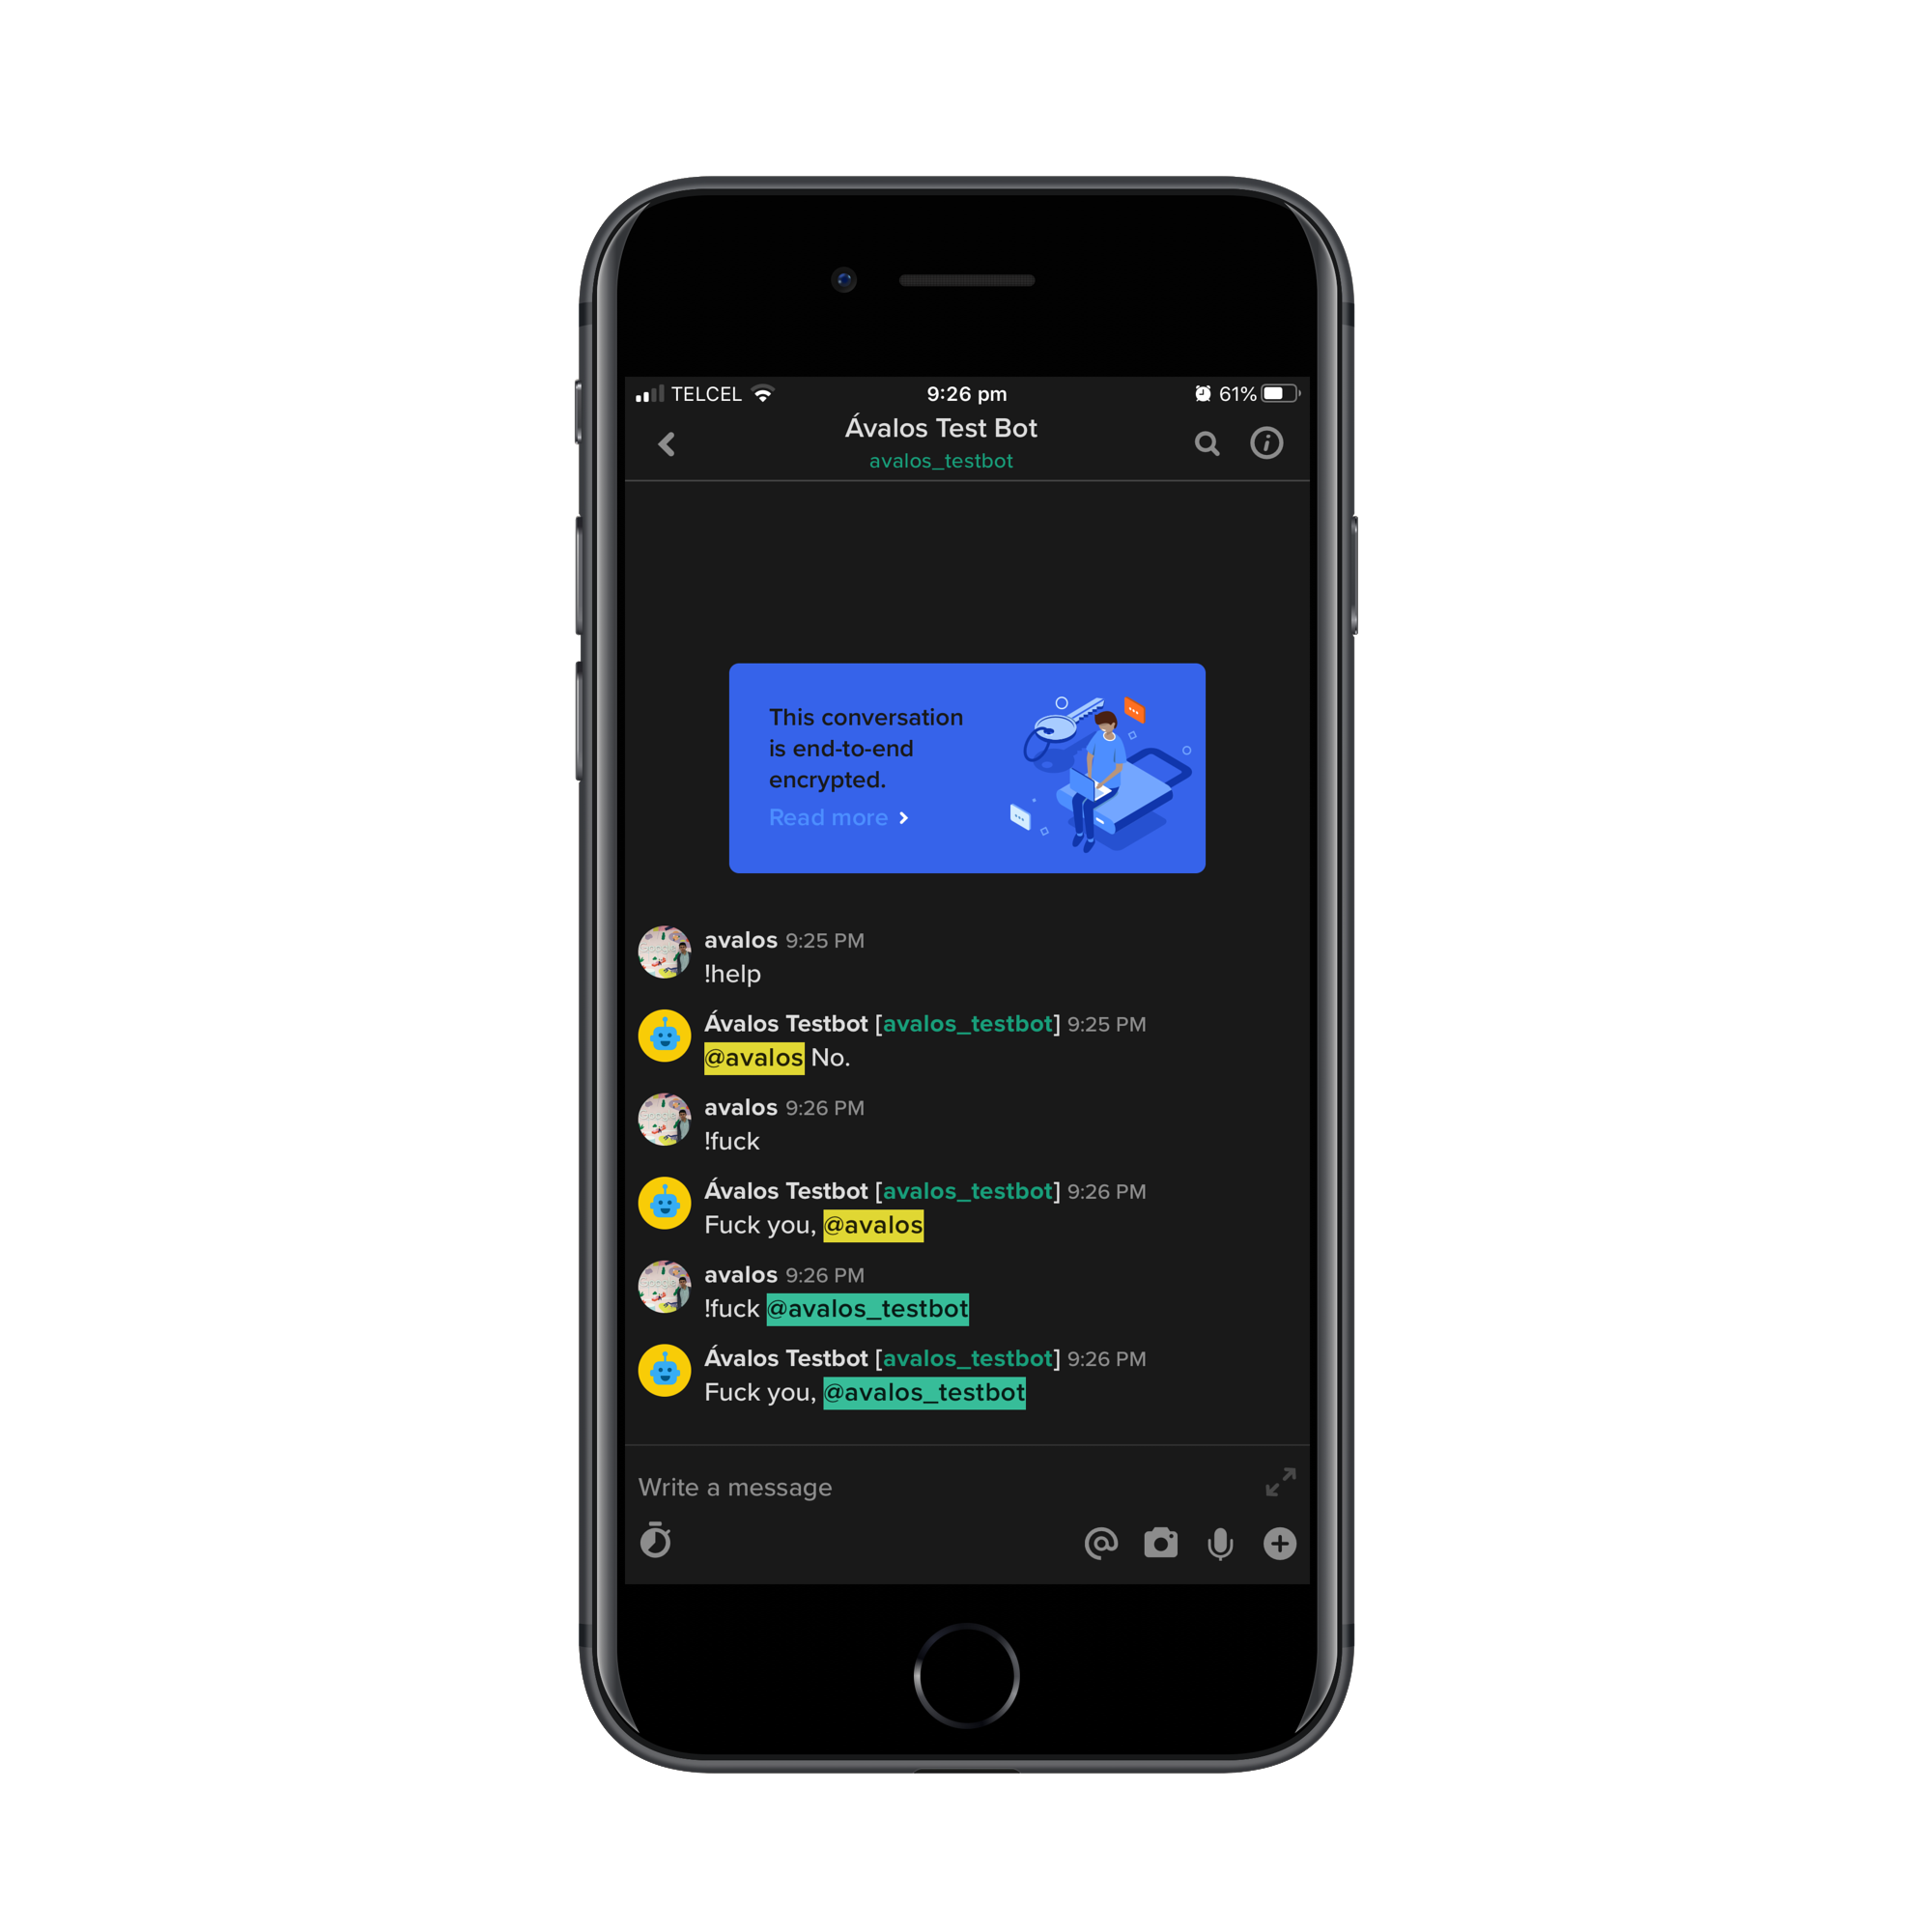 TELCEL 9:26 pm 61%
Ávalos Test Bot
avalos_testbot
This conversation
is end-to-end
encrypted.
Read more
avalos 9:25 PM
!help
Ávalos Testbot [avalos_testbot] 9:25 PM
@avalos No.
avalos 9:26 PM
!fuck
Ávalos Testbot [avalos_testbot] 9:26 PM
Fuck you, @avalos
avalos 9:26 PM
!fuck @avalos_testbot
Ávalos Testbot [avalos_testbot] 9:26 PM
Fuck you, @avalos_testbot
Write a message